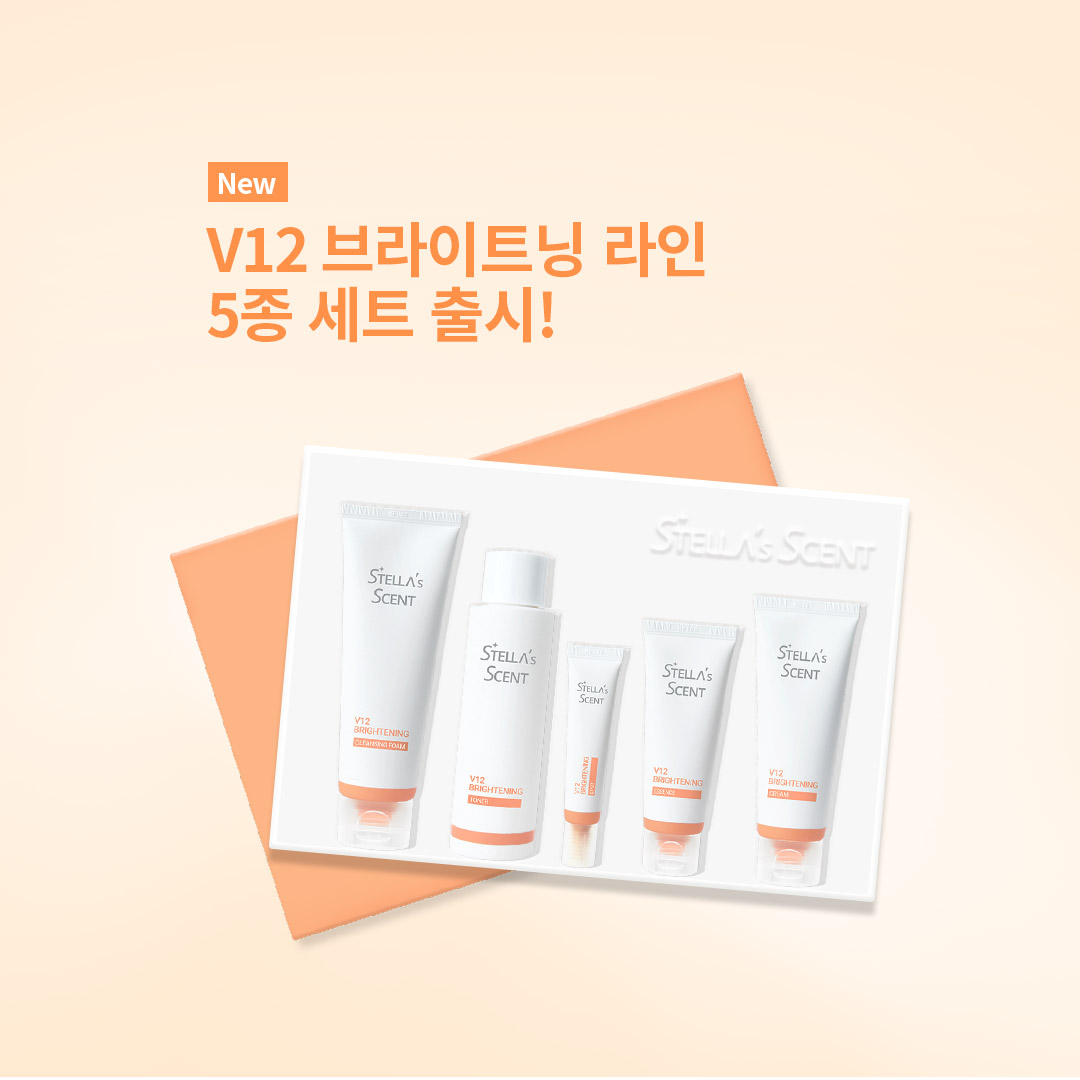 New
V12 브라이트닝 라인
5종 세트 출시!
STELLA's SCENT
STELLA's
SCENT
V12
BRIGHTENING
CLEANSING FOAM
STELLA's
SCENT
V12
BRIGHTENING
TONER
STELLA's
SCENT
V12
BRIGHTENING
STELLA's
SCENT
V12
BRIGHTENING
ESSENCE
STELLA's
SCENT
V12
BRIGHTENING
CREAM